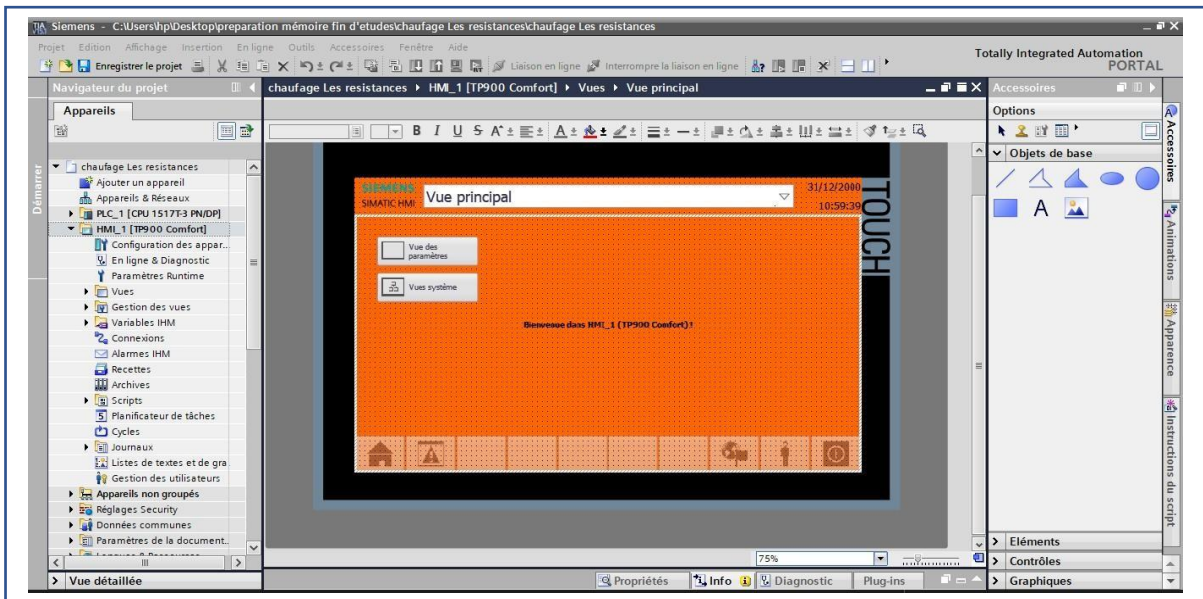 Siemens - C:\Users\hp\Desktop\preparation mémoire fin d'etudes\chaufage Les resistances\chaufage Les resistances
Projet Edition Affichage Insertion En ligne Outils Accessoires Fenêtre Aide
Totally Integrated Automation
PORTAL
Enregistrer le projet Liaison en ligne Interrompre la liaison en ligne
Navigateur du projet
chaufage Les resistances HMI_1 [TP900 Comfort] Vues Vue principal
Accessoires
Appareils
Options
B I U S
Démarrer
Objets de base
chaufage Les resistances
Ajouter un appareil
Appareils & Réseaux
PLC_1 [CPU 1517T-3 PN/DP]
HMI_1 [TP900 Comfort]
Configuration des appar...
En ligne & Diagnostic
Paramètres Runtime
Vues
Gestion des vues
Variables IHM
Connexions
Alarmes IHM
Recettes
Archives
Scripts
Planificateur de tâches
Cycles
Journaux
Listes de textes et de gra
Gestion des utilisateurs
Appareils non groupés
Réglages Security
Données communes
Paramètres de la document..
Vue détaillée
SIEMENS
SIMATIC HMI
Vue principal
31/12/2000
10:59:39
TOUCH
Vue des
paramètres
Vues système
Bienvenue dans HMI_1 (TP900 Comfort) !
75%
Propriétés Info Diagnostic Plug-ins
A
Eléments
Contrôles
Graphiques
Accessoires
Animations
Apparence
Instructions du script